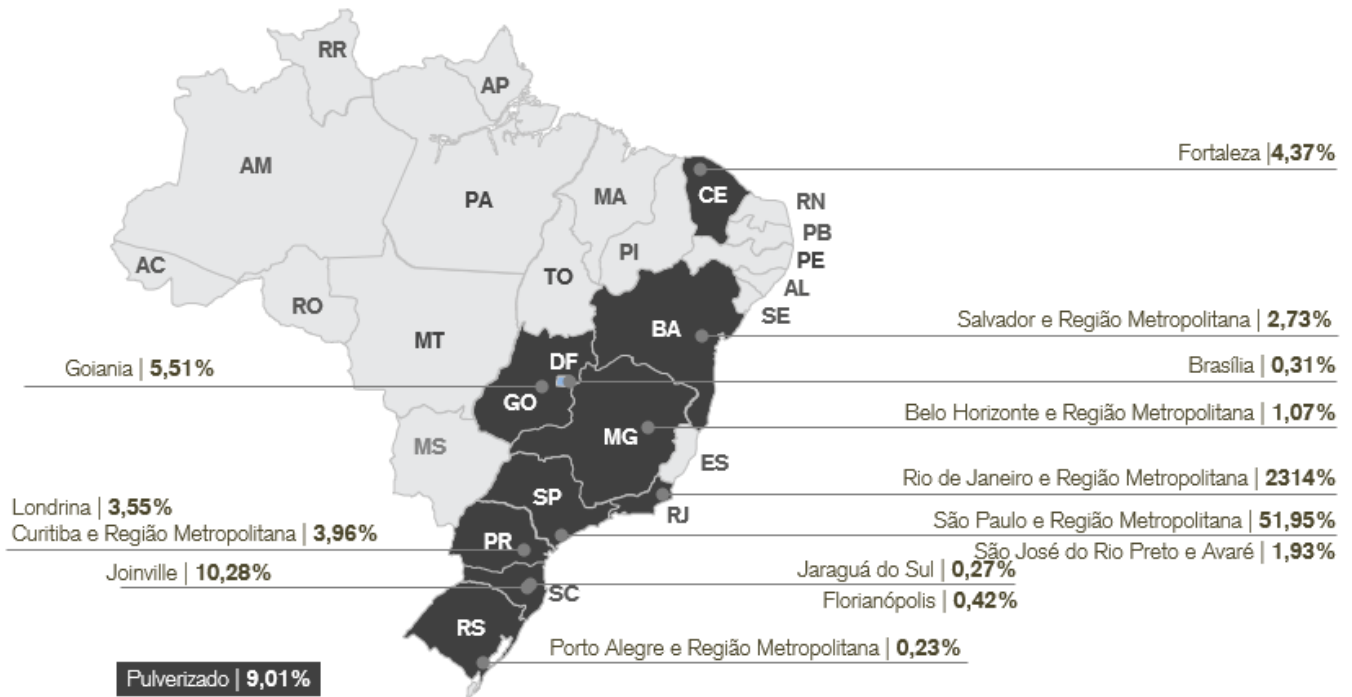 RR
AP
AM
PA
MA
CE
RN
PB
PE
AL
SE
PI
TO
AC
RO
MT
BA
DF
GO
MG
MS
ES
SP
RJ
PR
SC
RS
Fortaleza |4,37%
Salvador e Região Metropolitana | 2,73%
Brasília | 0,31%
Goiania | 5,51%
Belo Horizonte e Região Metropolitana | 1,07%
Rio de Janeiro e Região Metropolitana | 2314%
Londrina | 3,55%
Curitiba e Região Metropolitana | 3,96%
São Paulo e Região Metropolitana | 51,95%
São José do Rio Preto e Avaré | 1,93%
Joinville | 10,28%
Jaraguá do Sul | 0,27%
Florianópolis | 0,42%
Porto Alegre e Região Metropolitana | 0,23%
Pulverizado | 9,01%